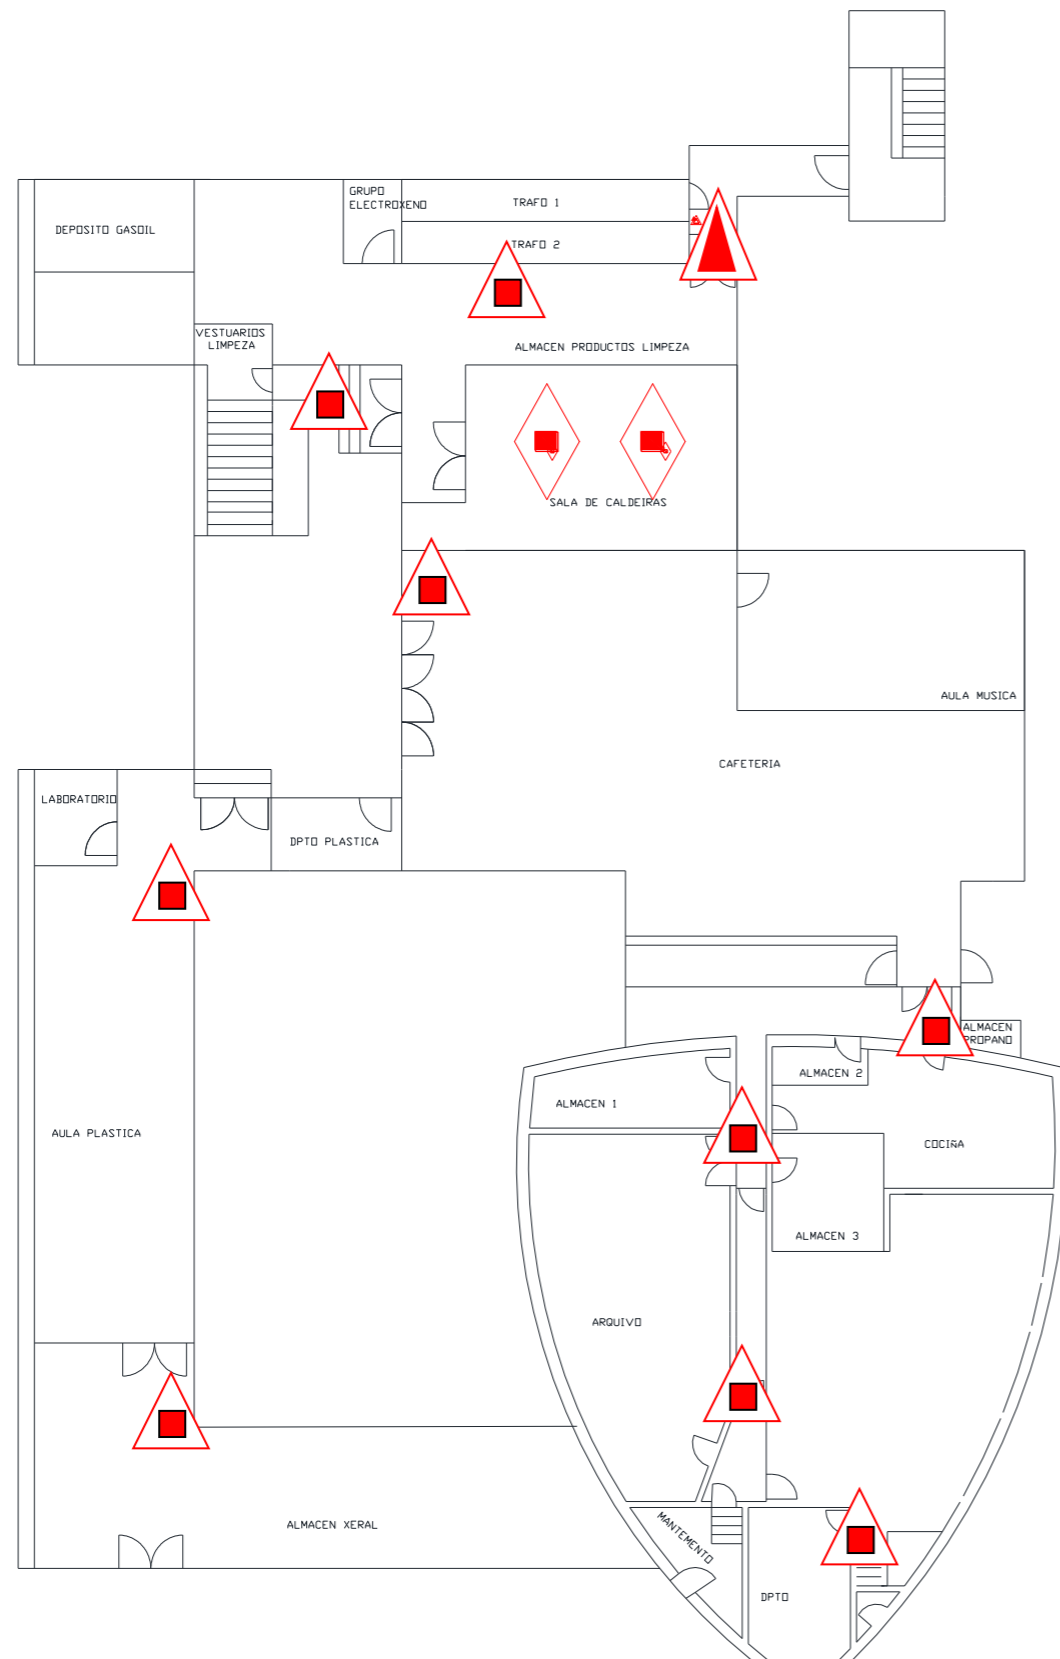 GRUPO
ELECTROXENO
TRAFO 1
DEPOSITO GASOIL
TRAFO 2
VESTUARIOS
LIMPEZA
ALMACEN PRODUCTOS LIMPEZA
SALA DE CALDEIRAS
AULA MUSICA
CAFETERIA
LABORATORIO
DPTO PLASTICA
ALMACEN
PROPANO
ALMACEN 2
ALMACEN 1
AULA PLASTICA
COCIÑA
ALMACEN 3
ARQUIVO
ALMACEN XERAL
MANTEMENTO
DPTO